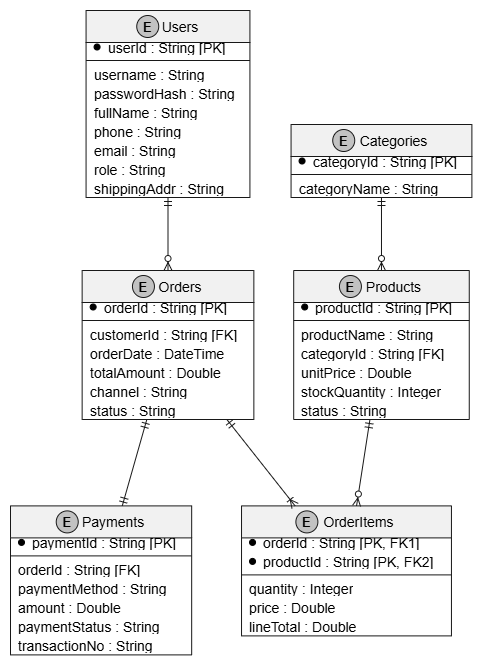 E Users
userId : String [PK]
username : String
passwordHash : String
fullName : String
phone : String
email : String
role : String
shippingAddr : String
E Categories
categoryId : String [PK]
categoryName : String
E Orders
orderId : String [PK]
customerId : String [FK]
orderDate : DateTime
totalAmount : Double
channel : String
status : String
E Products
productId : String [PK]
productName : String
categoryId : String [FK]
unitPrice : Double
stockQuantity : Integer
status : String
E Payments
paymentId : String [PK]
orderId : String [FK]
paymentMethod : String
amount : Double
paymentStatus : String
transactionNo : String
E OrderItems
orderId : String [PK, FK1]
productId : String [PK, FK2]
quantity : Integer
price : Double
lineTotal : Double